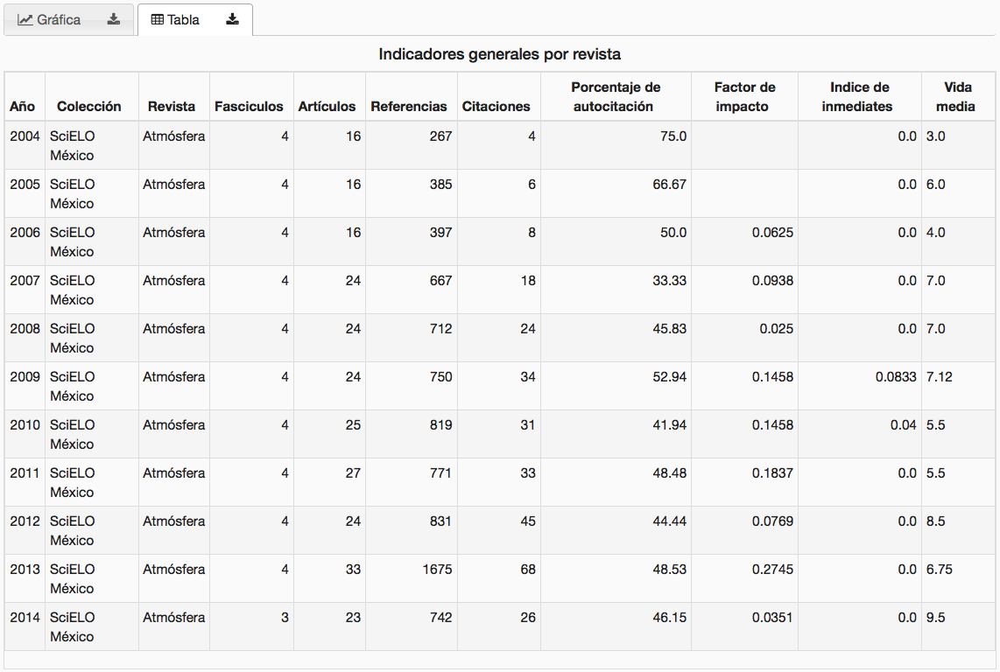 Gráfica Tabla
Indicadores generales por revista
Año Colección Revista Fasciculos Artículos Referencias Citaciones Porcentaje de autocitación Factor de impacto Indice de inmediates Vida media
2004 SciELO México Atmósfera 4 16 267 4 75.0 0.0 3.0
2005 SciELO México Atmósfera 4 16 385 6 66.67 0.0 6.0
2006 SciELO México Atmósfera 4 16 397 8 50.0 0.0625 0.0 4.0
2007 SciELO México Atmósfera 4 24 667 18 33.33 0.0938 0.0 7.0
2008 SciELO México Atmósfera 4 24 712 24 45.83 0.025 0.0 7.0
2009 SciELO México Atmósfera 4 24 750 34 52.94 0.1458 0.0833 7.12
2010 SciELO México Atmósfera 4 25 819 31 41.94 0.1458 0.04 5.5
2011 SciELO México Atmósfera 4 27 771 33 48.48 0.1837 0.0 5.5
2012 SciELO México Atmósfera 4 24 831 45 44.44 0.0769 0.0 8.5
2013 SciELO México Atmósfera 4 33 1675 68 48.53 0.2745 0.0 6.75
2014 SciELO México Atmósfera 3 23 742 26 46.15 0.0351 0.0 9.5